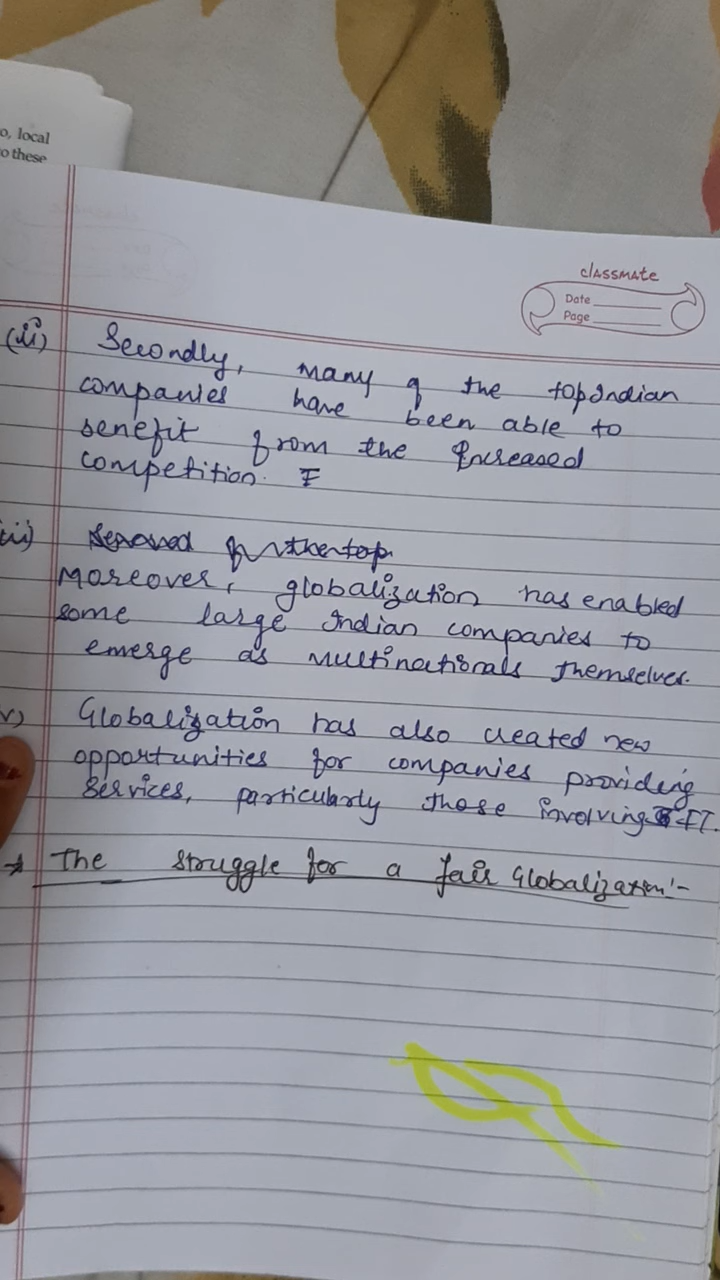 o, local
o these
classmate
Date
Page
(ii) Secondly, many of the top Indian
companies have been able to
benefit from the Increased
competition.
iii)
Moreover, globalization has enabled
some large Indian companies to
emerge as Multinationals themselves.
v) Globalization has also created new
opportunities for companies providing
Services, particularly those involving IT.
* The struggle for a fair Globalization:-